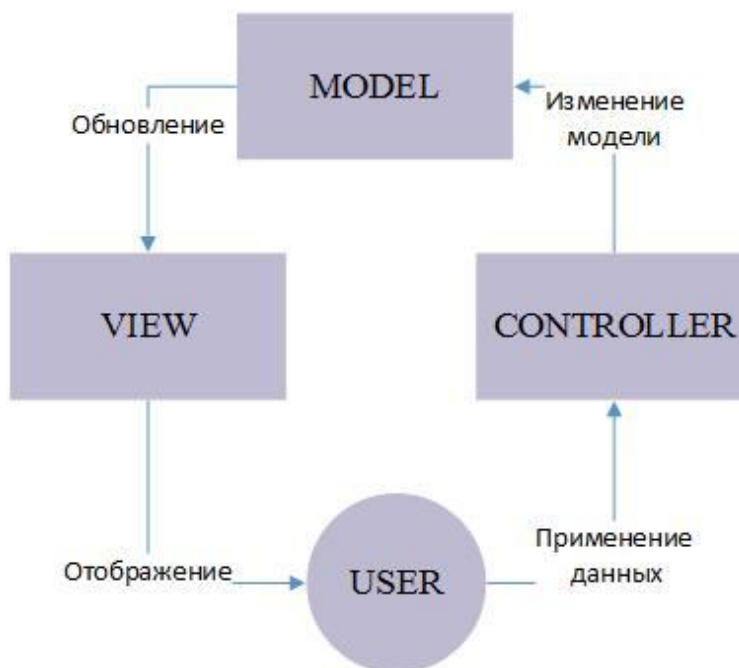 MODEL
Обновление
Изменение
модели
VIEW
CONTROLLER
Отображение
USER
Применение
данных